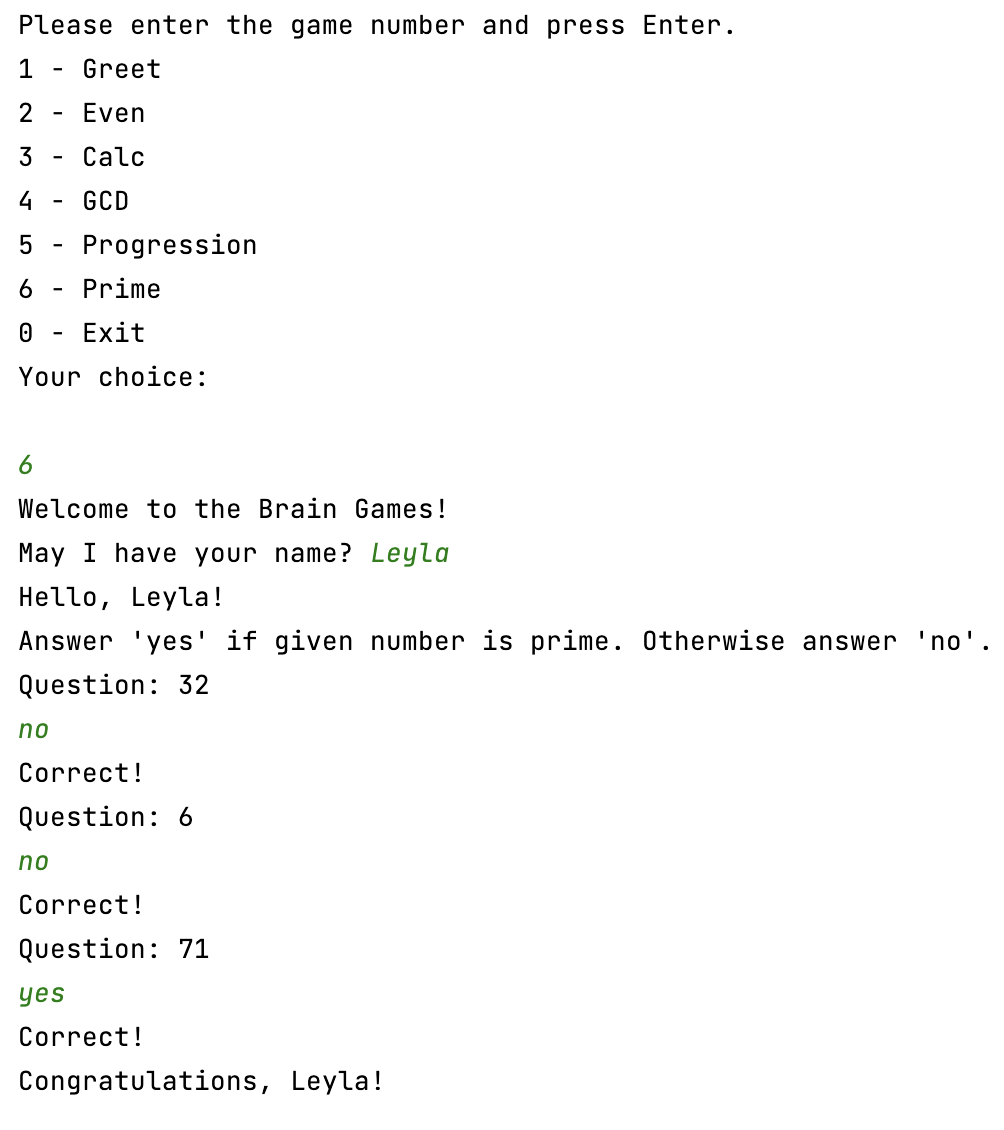 Please enter the game number and press Enter.
1 - Greet
2 - Even
3 - Calc
4 - GCD
5 - Progression
6 - Prime
0 - Exit
Your choice:
6
Welcome to the Brain Games!
May I have your name? Leyla
Hello, Leyla!
Answer 'yes' if given number is prime. Otherwise answer 'no'.
Question: 32
no
Correct!
Question: 6
no
Correct!
Question: 71
yes
Correct!
Congratulations, Leyla!